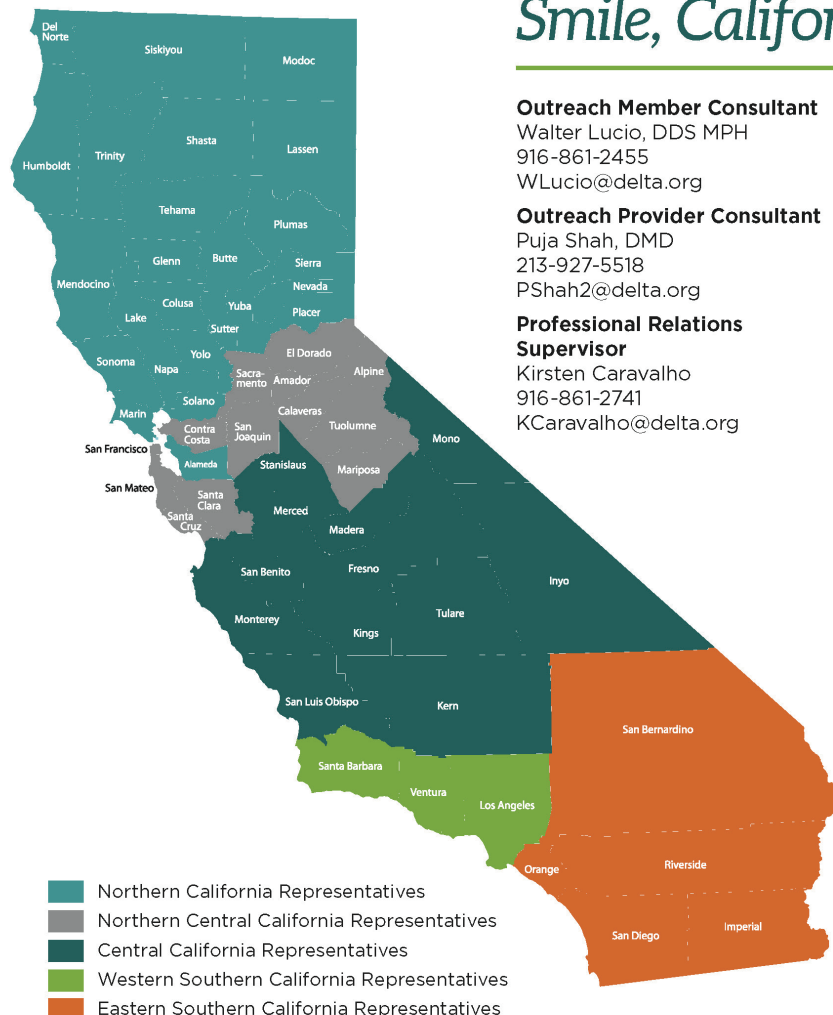 Smile, Califor
Outreach Member Consultant
Walter Lucio, DDS MPH
916-861-2455
WLucio@delta.org
Outreach Provider Consultant
Puja Shah, DMD
213-927-5518
PShah2@delta.org
Professional Relations
Supervisor
Kirsten Caravalho
916-861-2741
KCaravalho@delta.org
Del
Norte
Siskiyou
Modoc
Humboldt
Trinity
Shasta
Lassen
Tehama
Plumas
Mendocino
Glenn
Butte
Sierra
Nevada
Lake
Colusa
Yuba
Placer
Sutter
Sonoma
Napa
Yolo
El Dorado
Sacra-
mento
Amador
Alpine
Solano
Marin
Calaveras
Contra
Costa
San
Joaquin
Tuolumne
Mono
San Francisco
Alameda
Stanislaus
Mariposa
San Mateo
Santa
Clara
Santa
Cruz
Merced
Madera
San Benito
Fresno
Inyo
Monterey
Kings
Tulare
San Luis Obispo
Kern
San Bernardino
Santa Barbara
Ventura
Los Angeles
Orange
Riverside
San Diego
Imperial
Northern California Representatives
Northern Central California Representatives
Central California Representatives
Western Southern California Representatives
Eastern Southern California Representatives